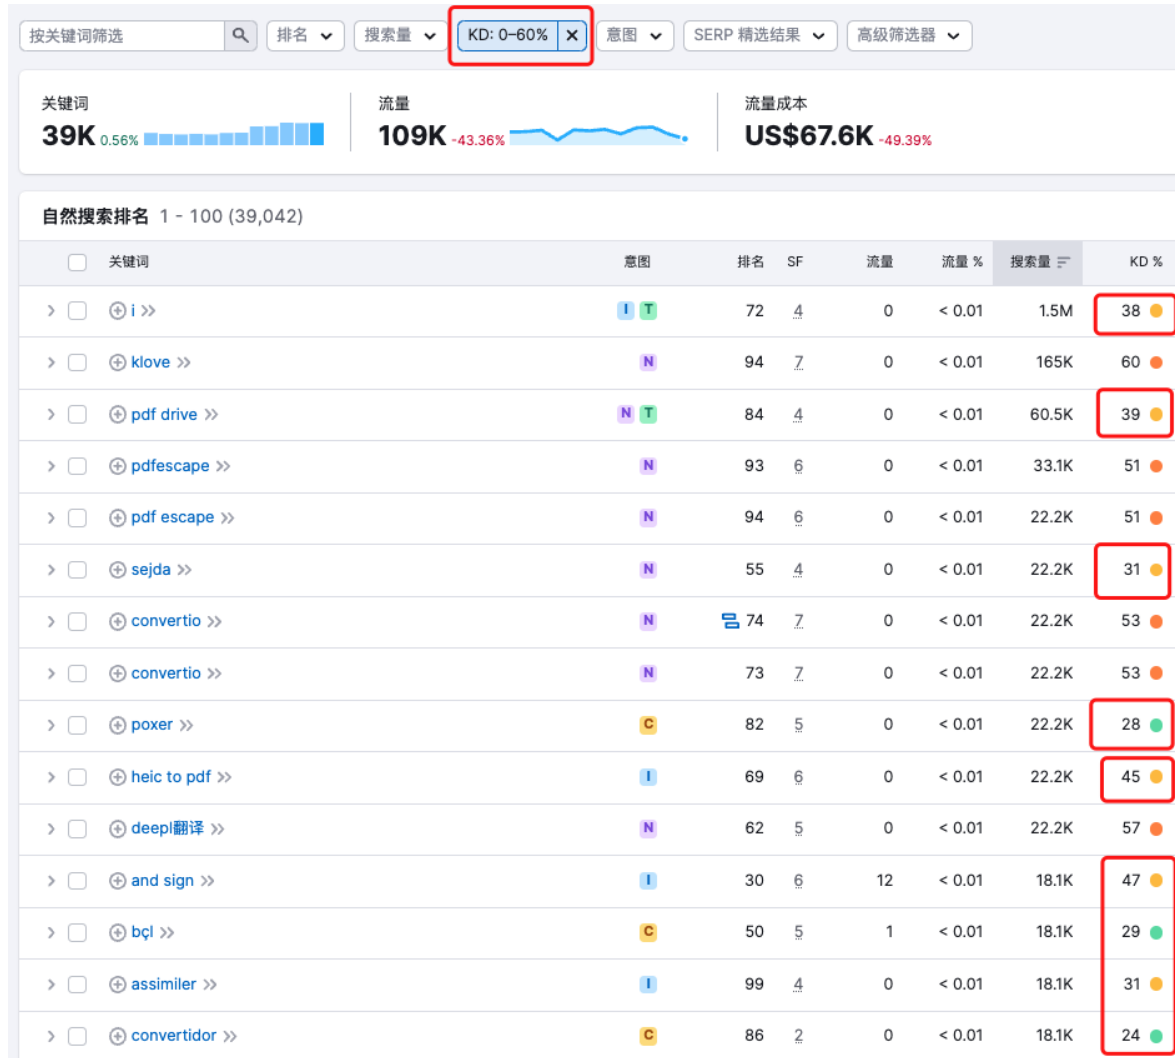 按关键词筛选 排名 搜索量 KD: 0–60% × 意图 SERP 精选结果 高级筛选器
关键词 流量 流量成本
39K 0.56% 109K -43.36% US$67.6K -49.39%
自然搜索排名 1 - 100 (39,042)
关键词 意图 排名 SF 流量 流量 % 搜索量 KD %
i I T 72 4 0 < 0.01 1.5M 38
klove N 94 7 0 < 0.01 165K 60
pdf drive N T 84 4 0 < 0.01 60.5K 39
pdfescape N 93 6 0 < 0.01 33.1K 51
pdf escape N 94 6 0 < 0.01 22.2K 51
sejda N 55 4 0 < 0.01 22.2K 31
convertio N 74 7 0 < 0.01 22.2K 53
convertio N 73 7 0 < 0.01 22.2K 53
poxer C 82 5 0 < 0.01 22.2K 28
heic to pdf I 69 6 0 < 0.01 22.2K 45
deepl翻译 N 62 5 0 < 0.01 22.2K 57
and sign I 30 6 12 < 0.01 18.1K 47
bçl C 50 5 1 < 0.01 18.1K 29
assimiler I 99 4 0 < 0.01 18.1K 31
convertidor C 86 2 0 < 0.01 18.1K 24